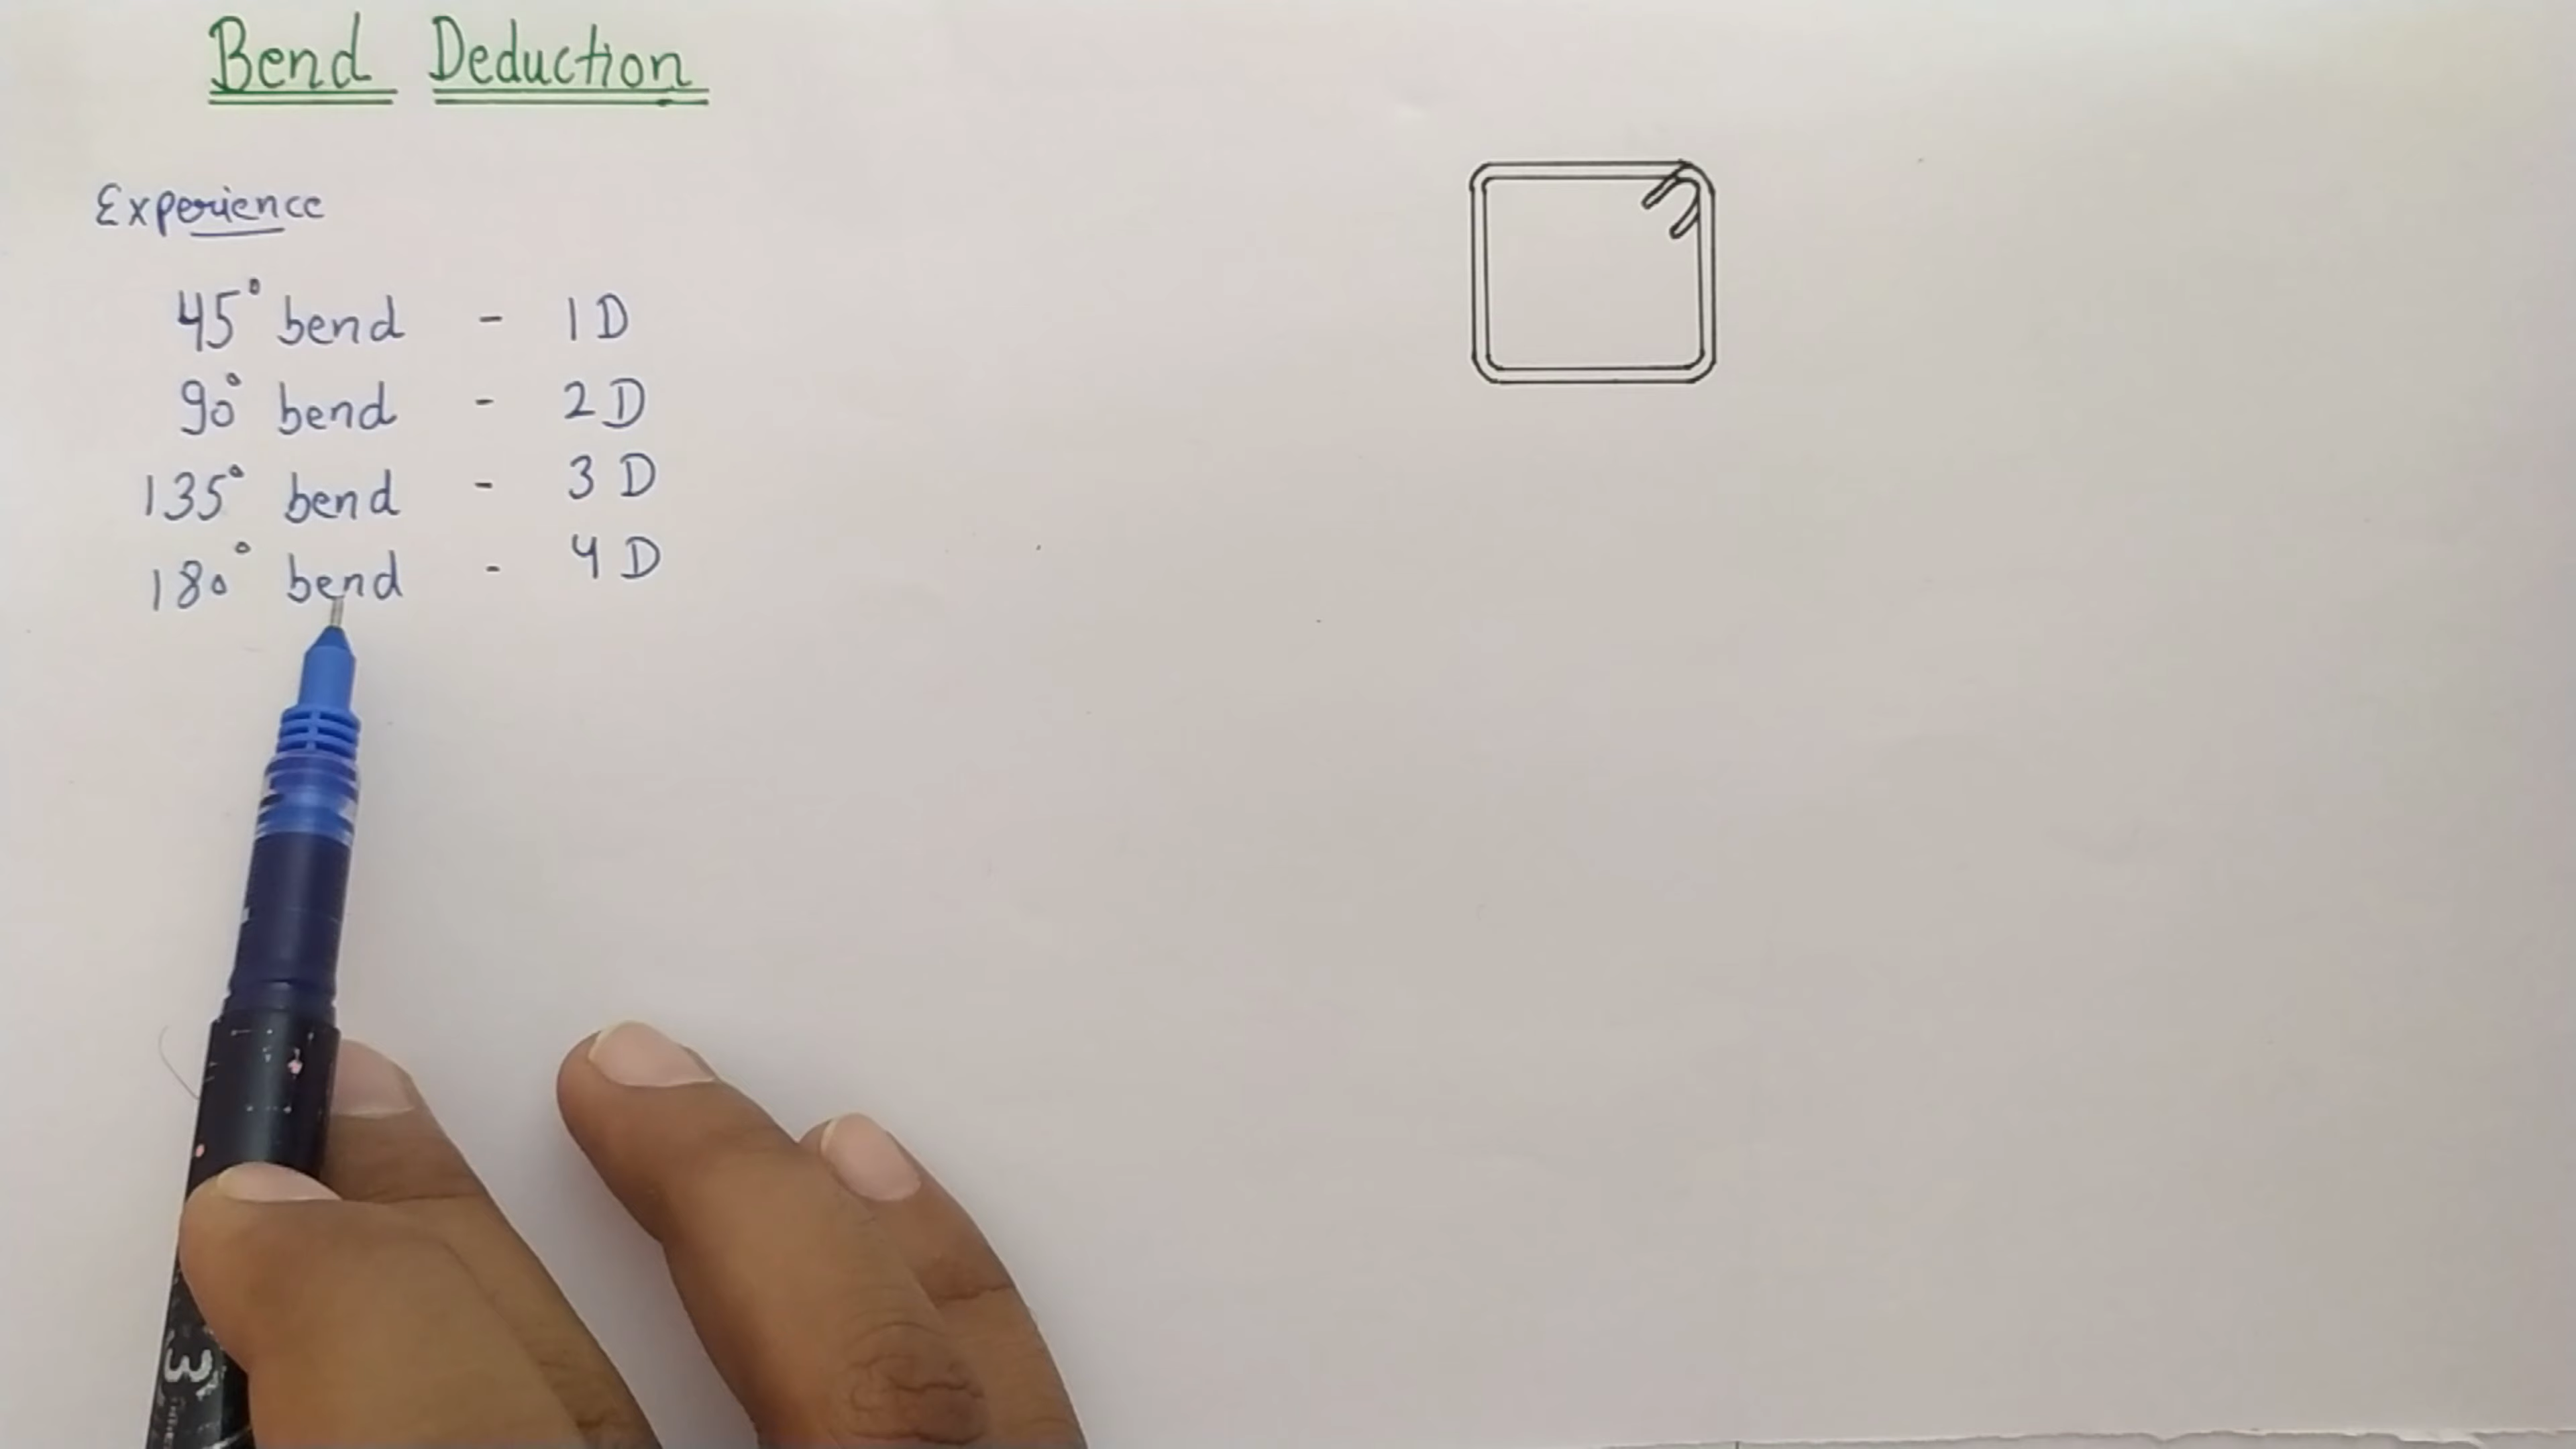 Bend Deduction
Experience
45° bend - 1D
90° bend - 2D
135° bend - 3D
180° bend - 4D